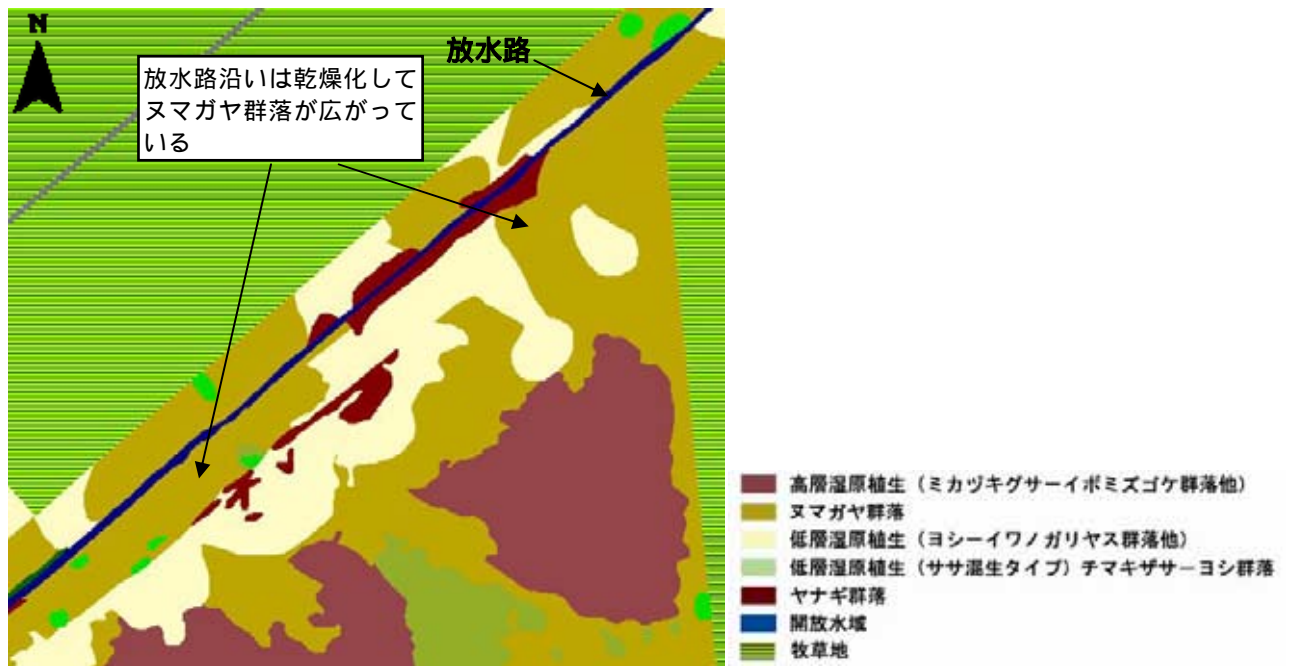 N
放水路
放水路沿いは乾燥化して
ヌマガヤ群落が広がって
いる
高層湿原植生（ミカヅキグサーイボミズゴケ群落他）
ヌマガヤ群落
低層湿原植生（ヨシーイワノガリヤス群落他）
低層湿原植生（ササ混生タイプ）チマキザサーヨシ群落
ヤナギ群落
開放水域
牧草地